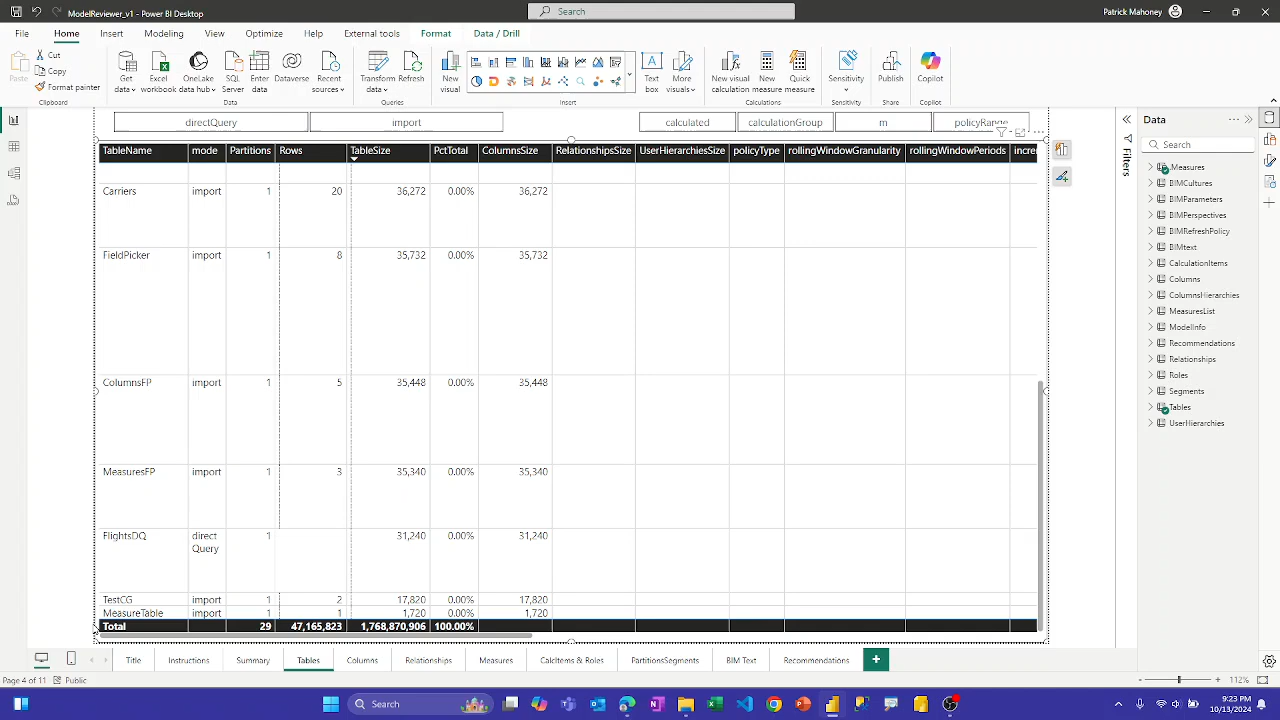 ModelReviewer_v1 - Power BI Desktop
Search
Patrick Mahoney
File Home Insert Modeling View Optimize Help External tools Format Data / Drill
Paste
Cut
Copy
Format painter
Clipboard
Get data
Excel workbook
OneLake data hub
SQL Server
Enter data
Dataverse
Recent sources
Data
Transform data
Refresh
Queries
New visual
Text box
More visuals
Insert
New visual calculation
New measure
Quick measure
Calculations
Sensitivity
Sensitivity
Publish
Share
Copilot
Copilot
directQuery import calculated calculationGroup m policyRange
TableName mode Partitions Rows TableSize PctTotal ColumnsSize RelationshipsSize UserHierarchiesSize policyType rollingWindowGranularity rollingWindowPeriods incre
Carriers import 1 20 36,272 0.00% 36,272
FieldPicker import 1 8 35,732 0.00% 35,732
ColumnsFP import 1 5 35,448 0.00% 35,448
MeasuresFP import 1 3 35,340 0.00% 35,340
FlightsDQ direct Query 1 31,240 0.00% 31,240
TestCG import 1 2 17,820 0.00% 17,820
MeasureTable import 1 1 1,720 0.00% 1,720
Total 29 47,165,823 1,768,870,906 100.00%
Filters
Data
Search
.Measures
BIMCultures
BIMParameters
BIMPerspectives
BIMRefreshPolicy
BIMtext
CalculationItems
Columns
ColumnsHierarchies
MeasuresList
ModelInfo
Recommendations
Relationships
Roles
Segments
Tables
UserHierarchies
Title Instructions Summary Tables Columns Relationships Measures CalcItems & Roles PartitionsSegments BIM Text Recommendations
Page 4 of 11 Public
112%
Search
9:23 PM
10/13/2024